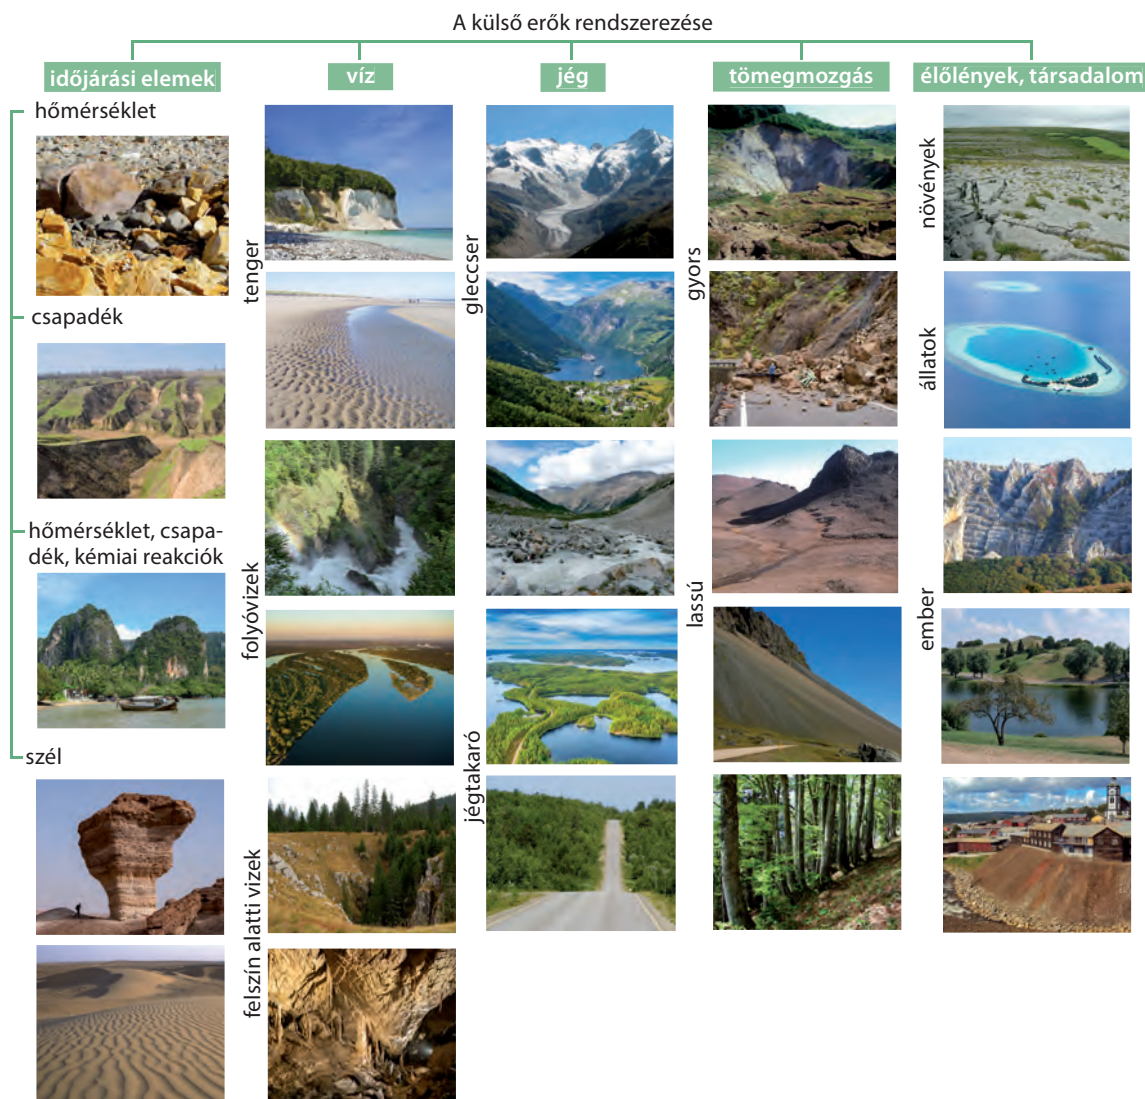 A külső erők rendszerezése
időjárási elemek
víz
jég
tömegmozgás
élőlények, társadalom
hőmérséklet
csapadék
hőmérséklet, csapa-
dék, kémiai reakciók
szél
tenger
folyóvizek
felszín alatti vizek
gleccser
jégtakaró
gyors
lassú
növények
állatok
ember